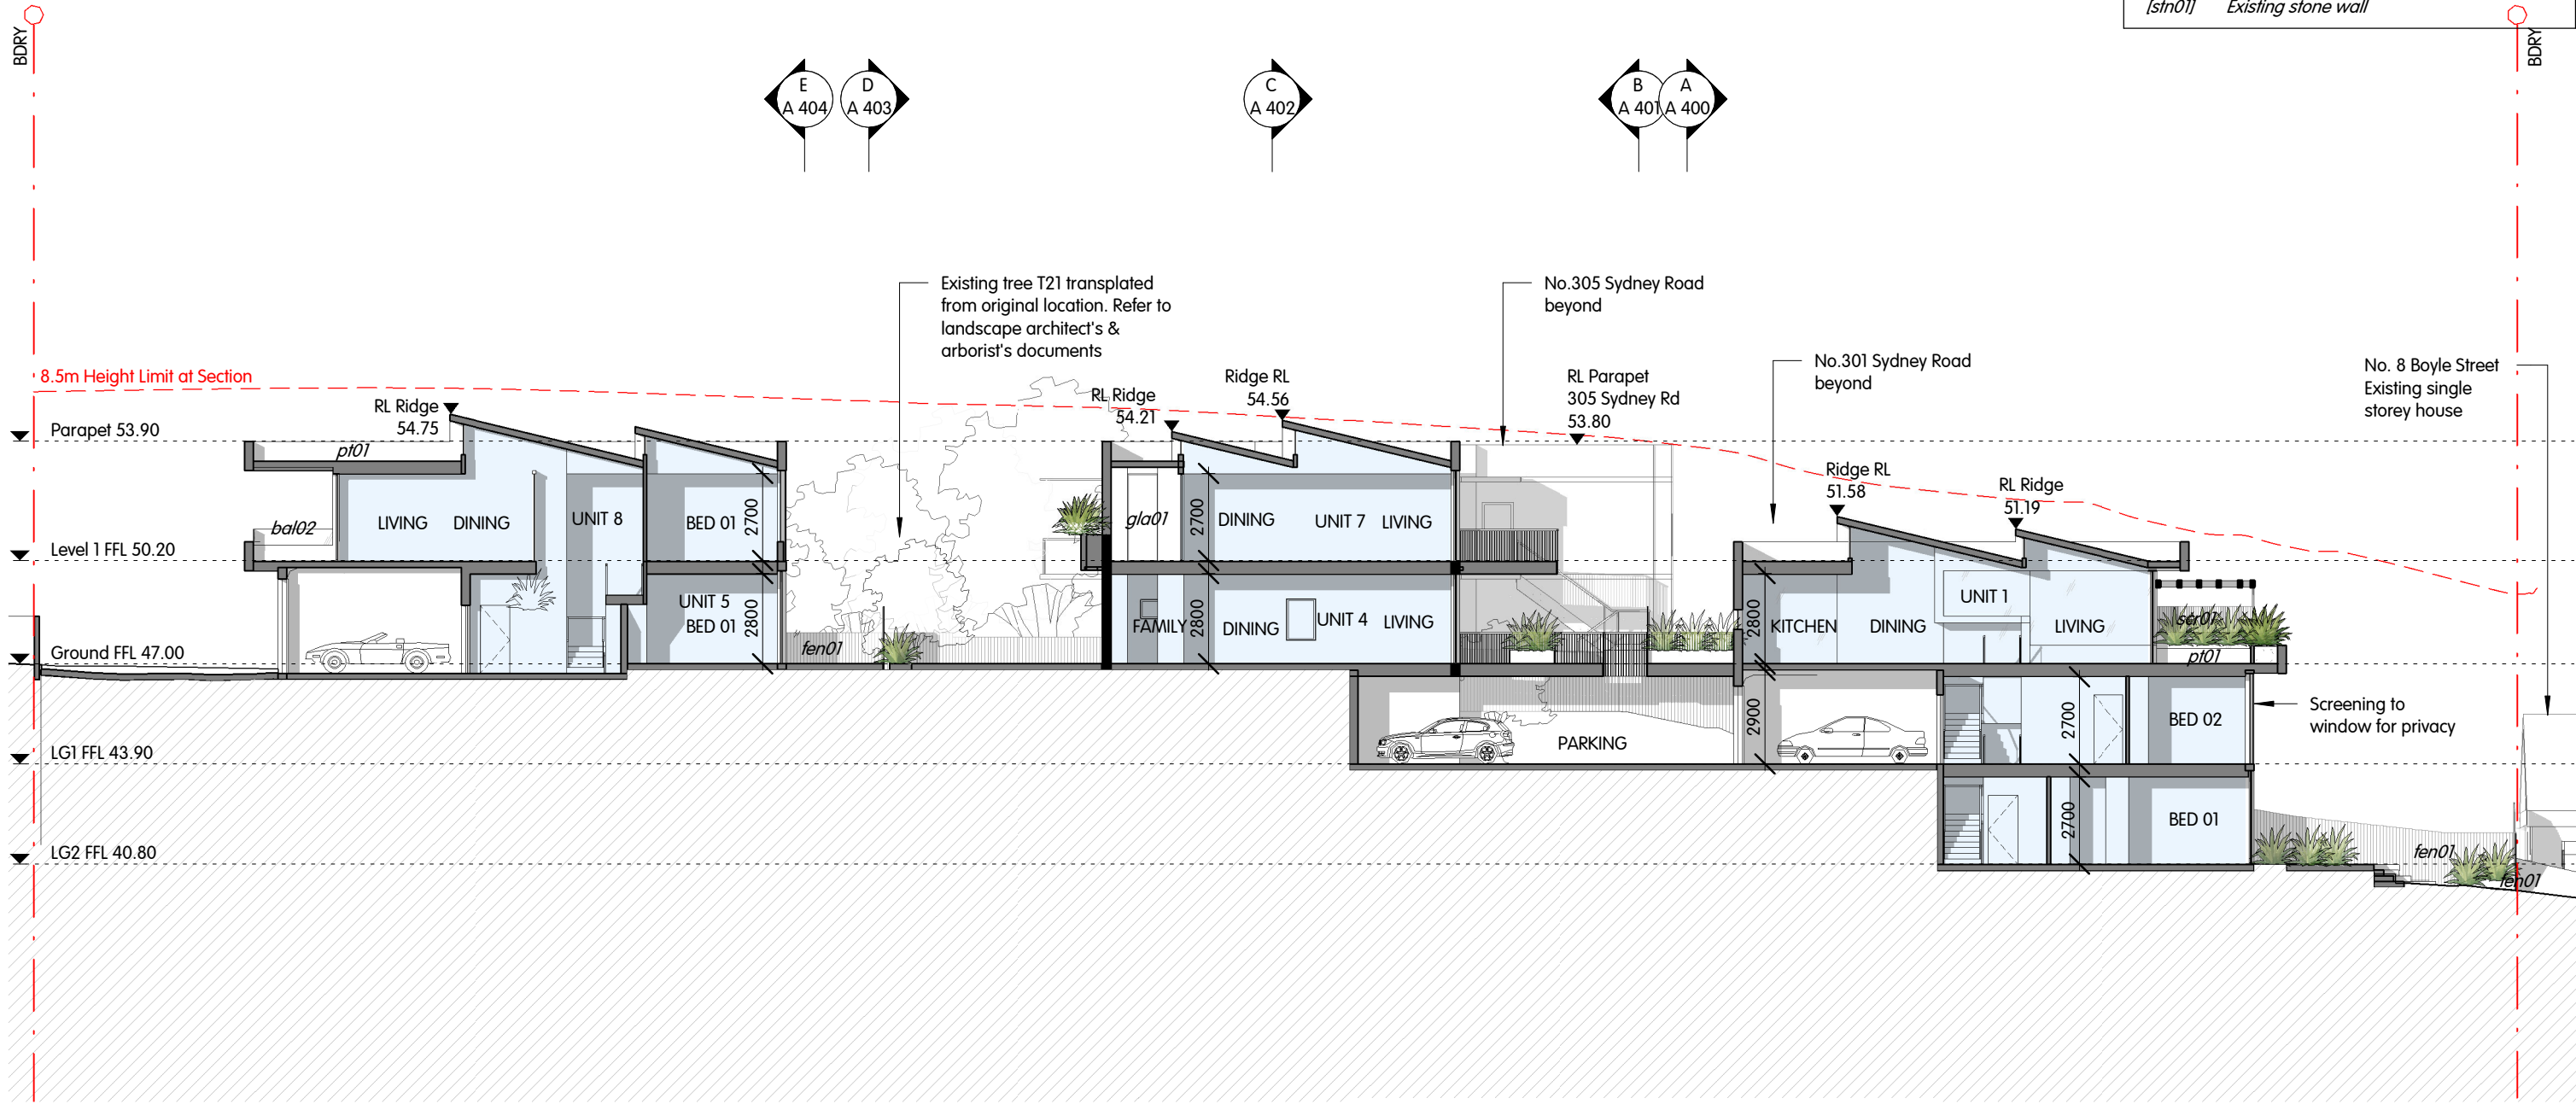 [stn01] Existing stone wall
BDRY
BDRY
E
A 404
D
A 403
C
A 402
B
A 401
A
A 400
Existing tree T21 transplated
from original location. Refer to
landscape architect's &
arborist's documents
No.305 Sydney Road
beyond
No.301 Sydney Road
beyond
No. 8 Boyle Street
Existing single
storey house
8.5m Height Limit at Section
RL Ridge
54.75
RL Ridge
54.21
Ridge RL
54.56
RL Parapet
305 Sydney Rd
53.80
Ridge RL
51.58
RL Ridge
51.19
Parapet 53.90
pt01
bal02
LIVING
DINING
UNIT 8
BED 01
2700
gla01
2700
DINING
UNIT 7
LIVING
Level 1 FFL 50.20
UNIT 5
BED 01
2800
fen01
FAMILY
2800
DINING
UNIT 4
LIVING
2800
KITCHEN
DINING
UNIT 1
LIVING
scr01
pt01
Ground FFL 47.00
2900
PARKING
2700
BED 02
Screening to
window for privacy
LG1 FFL 43.90
2700
BED 01
LG2 FFL 40.80
fen01
fen01